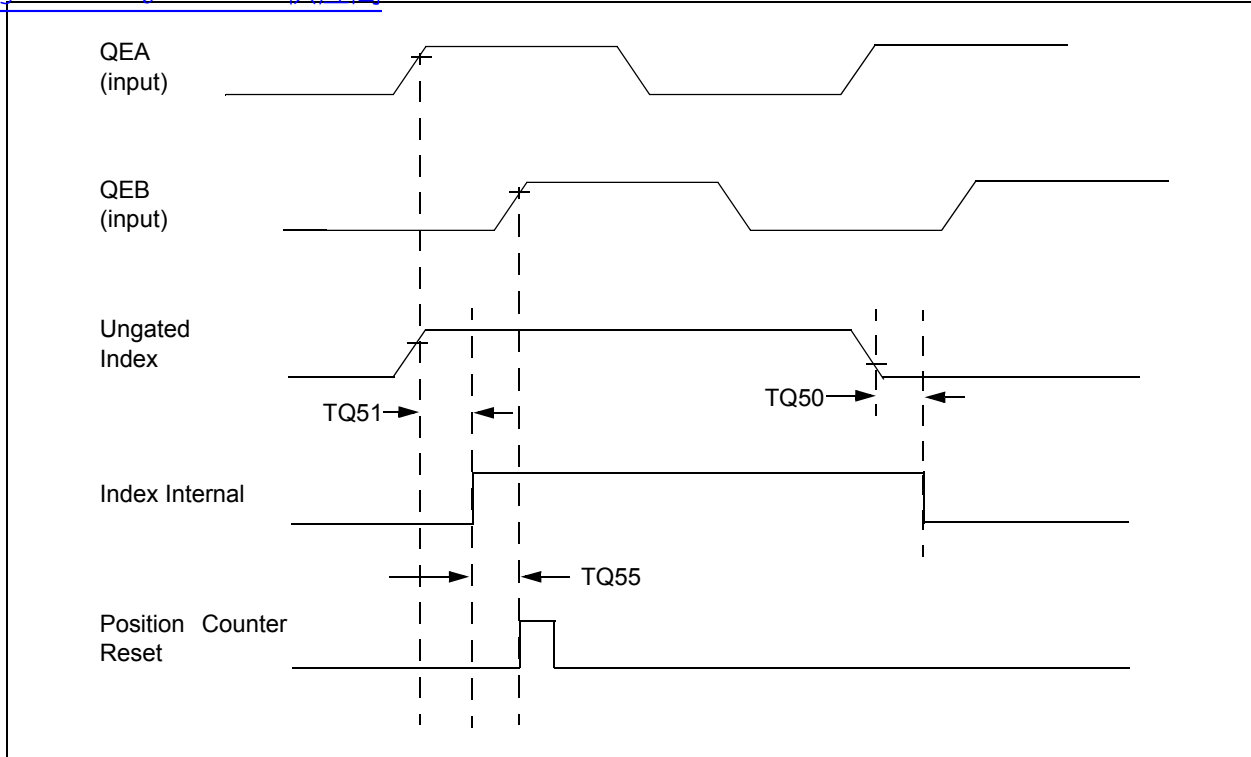 QEA
(input)
QEB
(input)
Ungated
Index
TQ51
TQ50
Index Internal
TQ55
Position Counter
Reset